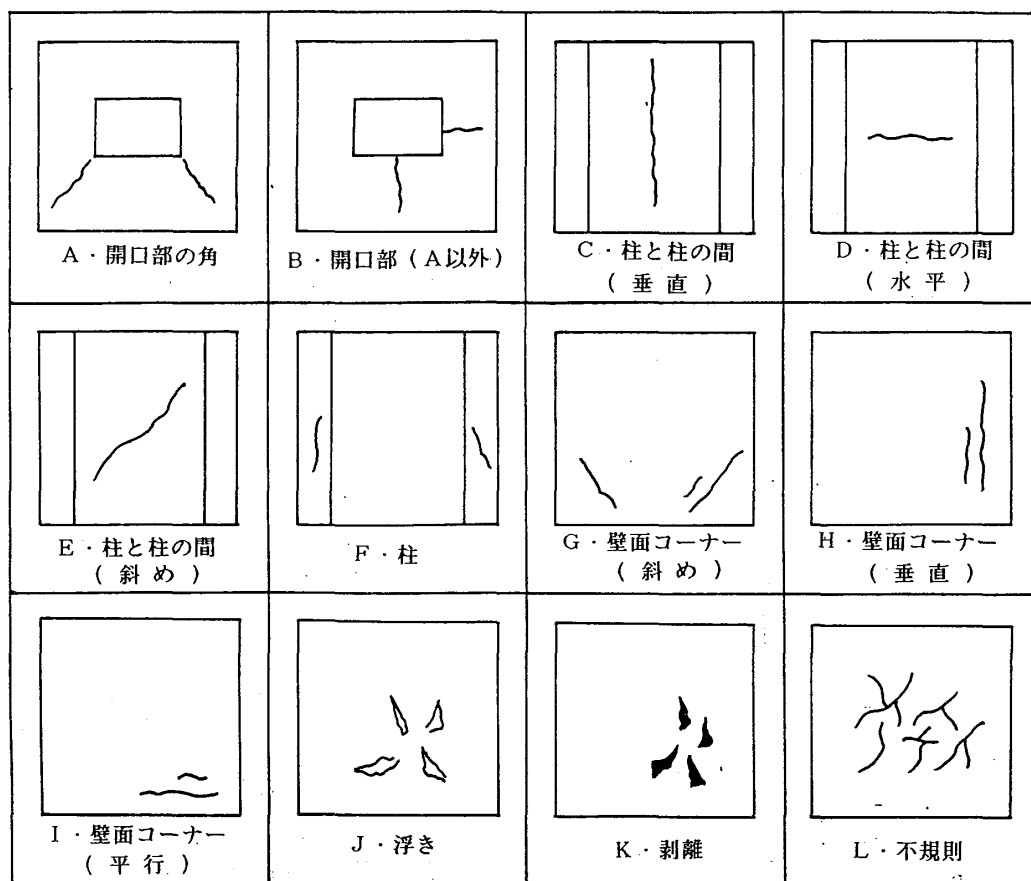 A・開口部の角
B・開口部(A以外)
C・柱と柱の間
(垂直)
D・柱と柱の間
(水平)
E・柱と柱の間
(斜め)
F・柱
G・壁面コーナー
(斜め)
H・壁面コーナー
(垂直)
I・壁面コーナー
(平行)
J・浮き
K・剥離
L・不規則